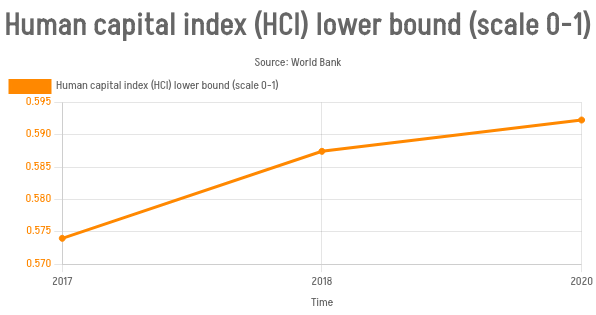 Human capital index (HCI) lower bound (scale 0-1)
Source: World Bank
Human capital index (HCI) lower bound (scale 0-1)
0.595
0.590
0.585
0.580
0.575
0.570
2017 2018 2020
Time